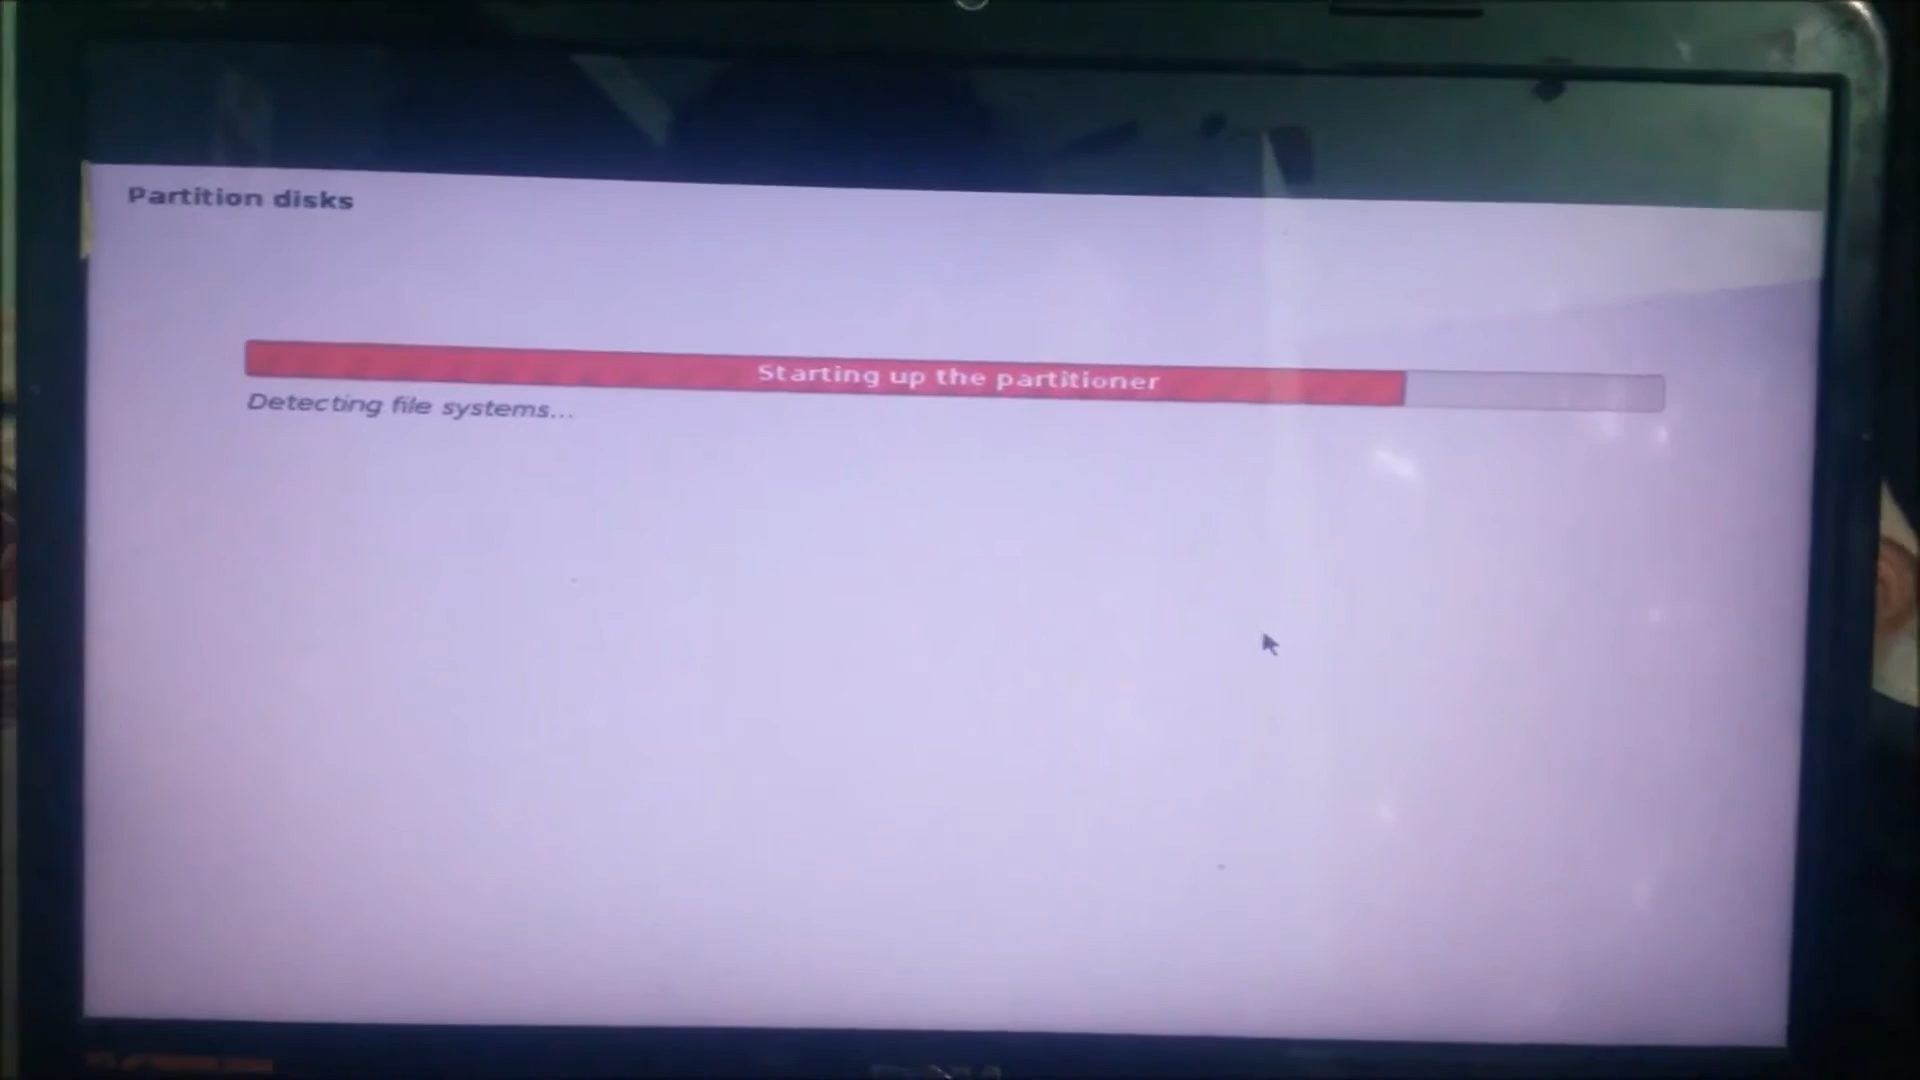 Partition disks
Starting up the partitioner
Detecting file systems...